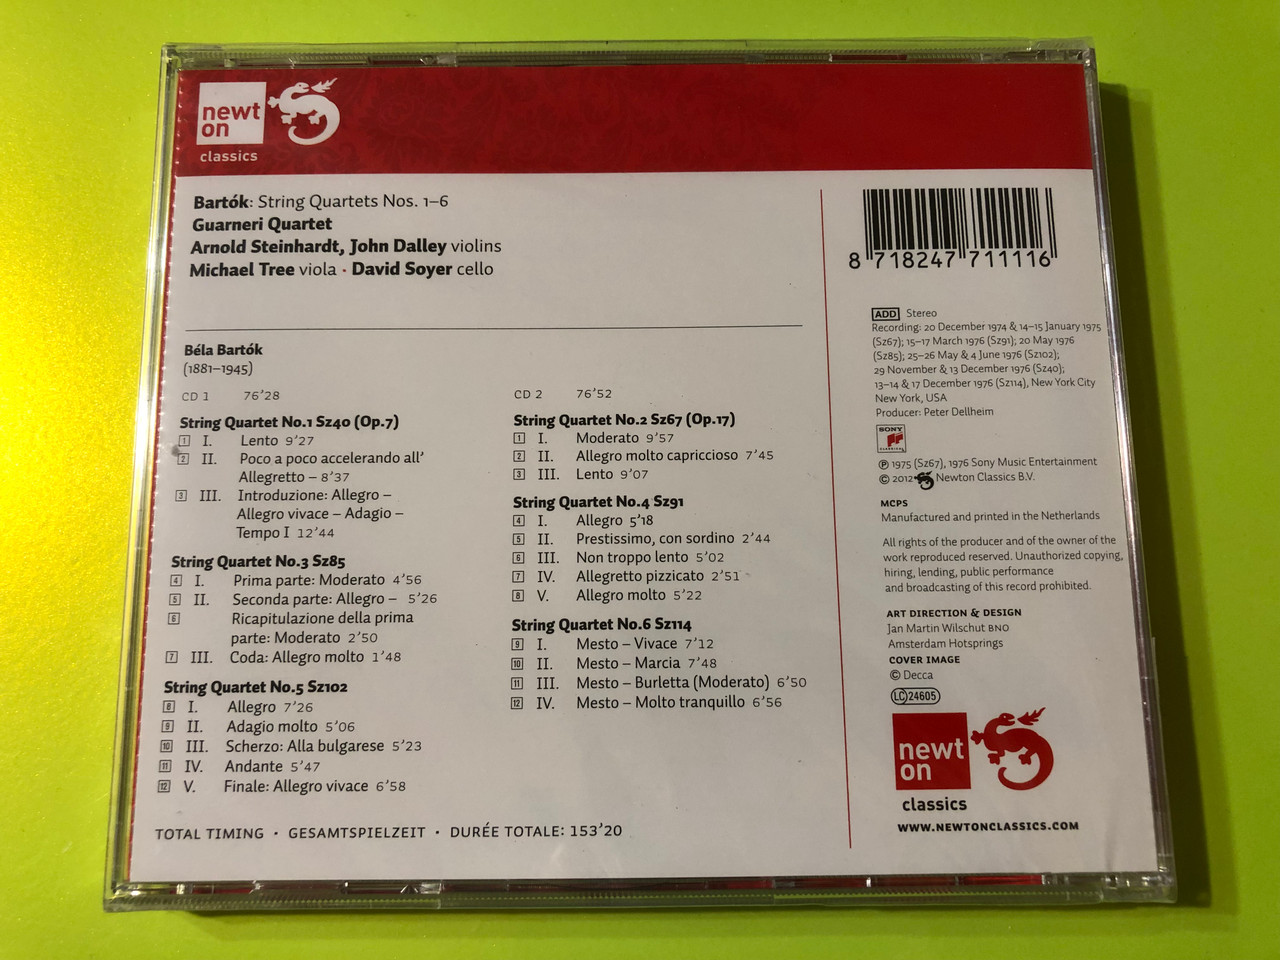 newt
on
classics
Bartók: String Quartets Nos. 1–6
Guarneri Quartet
Arnold Steinhardt, John Dalley violins
Michael Tree viola · David Soyer cello
Béla Bartók
(1881–1945)
CD 1 76’28
String Quartet No.1 Sz40 (Op.7)
1 I. Lento 9’27
2 II. Poco a poco accelerando all’
Allegretto – 8’37
3 III. Introduzione: Allegro –
Allegro vivace – Adagio –
Tempo I 12’44
String Quartet No.3 Sz85
4 I. Prima parte: Moderato 4’56
5 II. Seconda parte: Allegro – 5’26
6 Ricapitulazione della prima
parte: Moderato 2’50
7 III. Coda: Allegro molto 1’48
String Quartet No.5 Sz102
8 I. Allegro 7’26
9 II. Adagio molto 5’06
10 III. Scherzo: Alla bulgarese 5’23
11 IV. Andante 5’47
12 V. Finale: Allegro vivace 6’58
CD 2 76’52
String Quartet No.2 Sz67 (Op.17)
1 I. Moderato 9’57
2 II. Allegro molto capriccioso 7’45
3 III. Lento 9’07
String Quartet No.4 Sz91
4 I. Allegro 5’18
5 II. Prestissimo, con sordino 2’44
6 III. Non troppo lento 5’02
7 IV. Allegretto pizzicato 2’51
8 V. Allegro molto 5’22
String Quartet No.6 Sz114
9 I. Mesto – Vivace 7’12
10 II. Mesto – Marcia 7’48
11 III. Mesto – Burletta (Moderato) 6’50
12 IV. Mesto – Molto tranquillo 6’56
TOTAL TIMING · GESAMTSPIELZEIT · DURÉE TOTALE: 153’20
8 718247 711116
ADD Stereo
Recording: 20 December 1974 & 14–15 January 1975
(Sz67); 15–17 March 1976 (Sz91); 20 May 1976
(Sz85); 25–26 May & 4 June 1976 (Sz102);
29 November & 13 December 1976 (Sz40);
13–14 & 17 December 1976 (Sz114), New York City
New York, USA
Producer: Peter Dellheim
SONY
CLASSICAL
℗ 1975 (Sz67), 1976 Sony Music Entertainment
© 2012 Newton Classics B.V.
MCPS
Manufactured and printed in the Netherlands
All rights of the producer and of the owner of the
work reproduced reserved. Unauthorized copying,
hiring, lending, public performance
and broadcasting of this record prohibited.
ART DIRECTION & DESIGN
Jan Martin Wilschut BNO
Amsterdam Hotsprings
COVER IMAGE
© Decca
LC 24605
newt
on
classics
WWW.NEWTONCLASSICS.COM